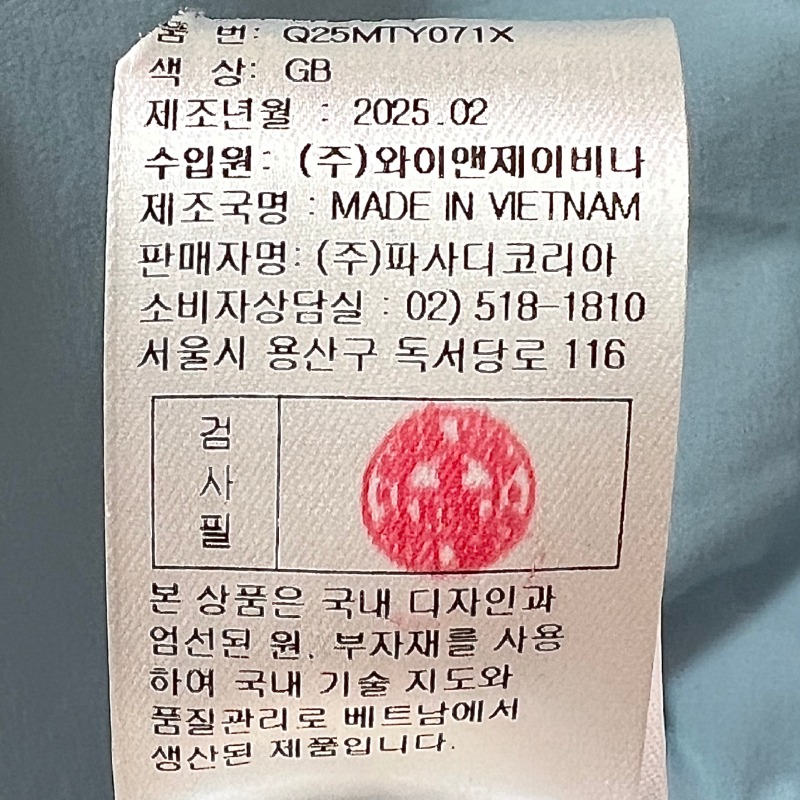 품 번: Q25MTY071X
색 상: GB
제조년월 : 2025.02
수입원: (주)와이앤제이비나
제조국명 : MADE IN VIETNAM
판매자명: (주)파사디코리아
소비자상담실 : 02) 518-1810
서울시 용산구 독서당로 116
검
사
필
본 상품은 국내 디자인과
엄선된 원. 부자재를 사용
하여 국내 기술 지도와
품질관리로 베트남에서
생산된 제품입니다.